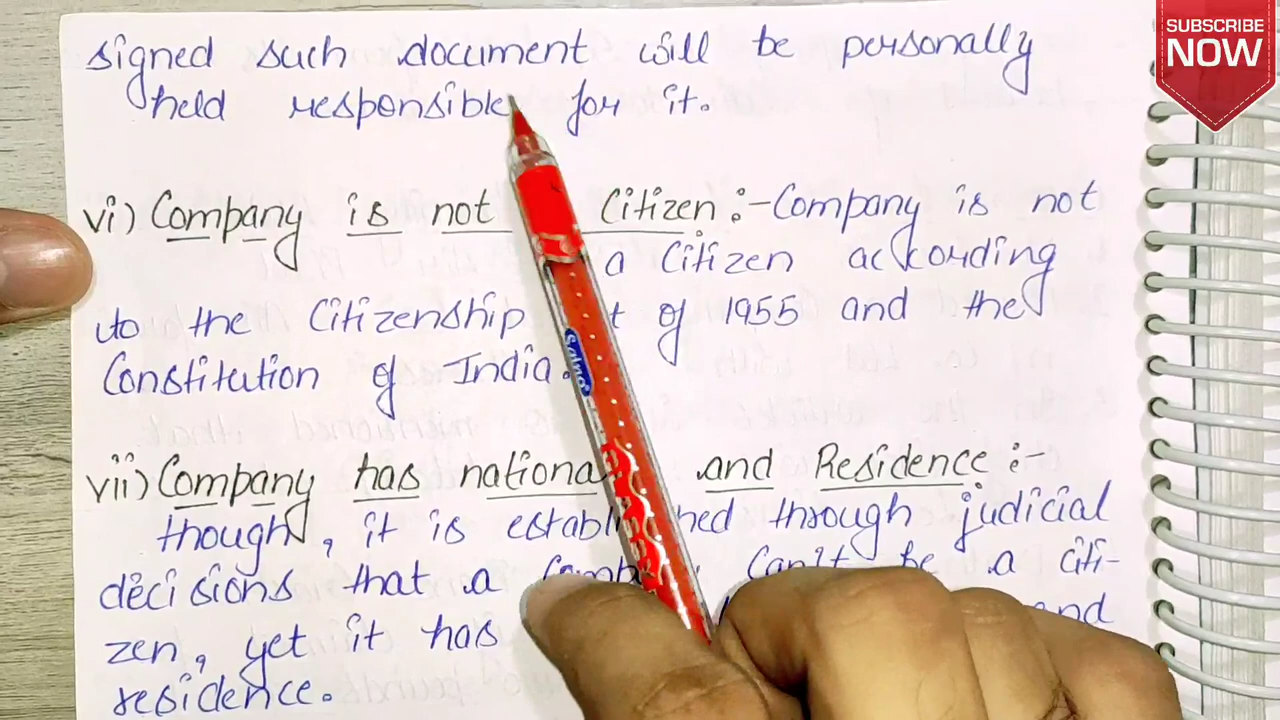 signed such document will be personally
held responsible for it.
vi) Company is not Citizen :- Company is not
a Citizen according
to the Citizenship of 1955 and the
Constitution of India.
vii) Company has and Residence :-
though, it is through judicial
decisions that a can't be a citi-
zen, yet it has and
residence.
SUBSCRIBE
NOW